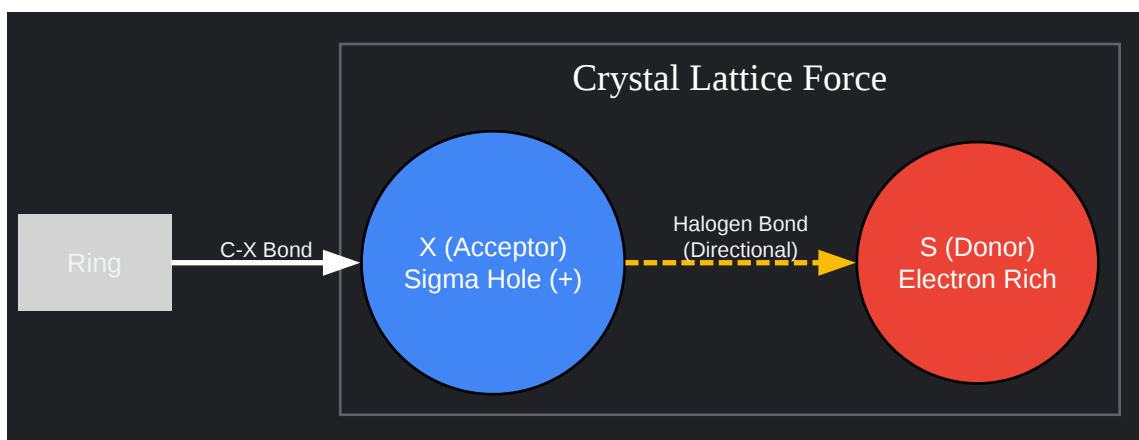 Crystal Lattice Force
Ring
C-X Bond
X (Acceptor)
Sigma Hole (+)
Halogen Bond
(Directional)
S (Donor)
Electron Rich